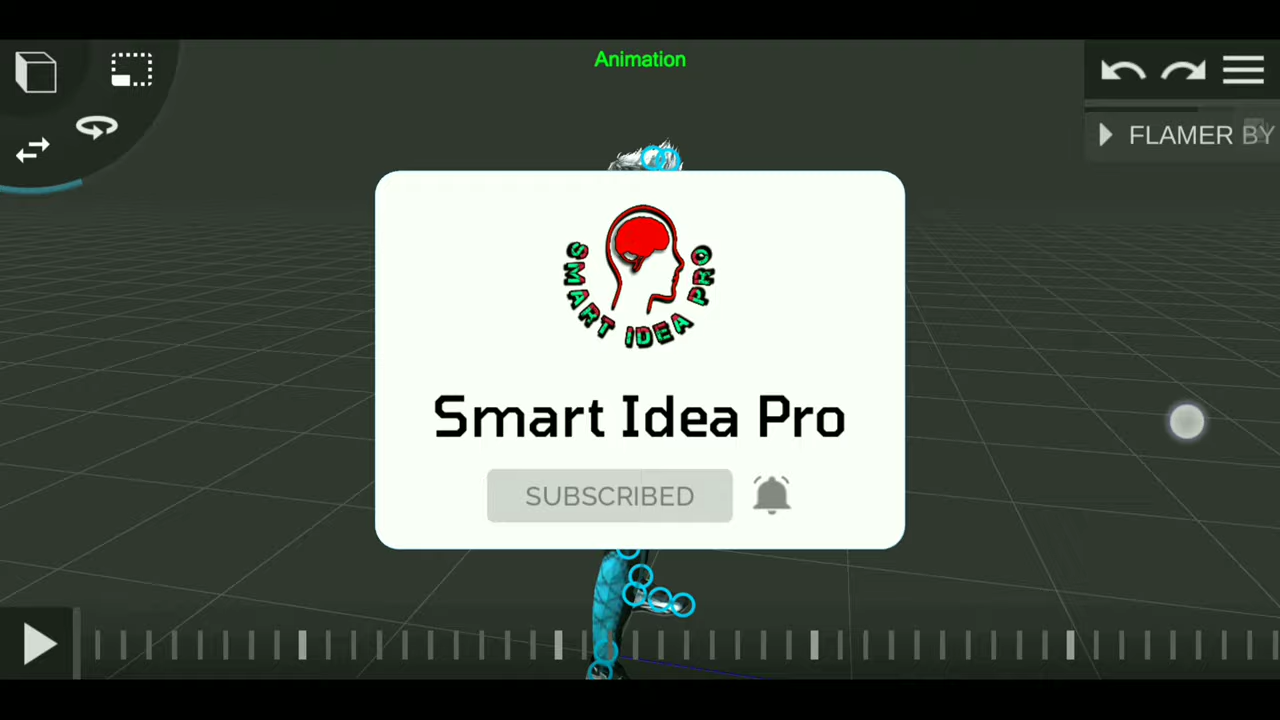 Animation
FLAMER BY
SMART IDEA PRO
Smart Idea Pro
SUBSCRIBED